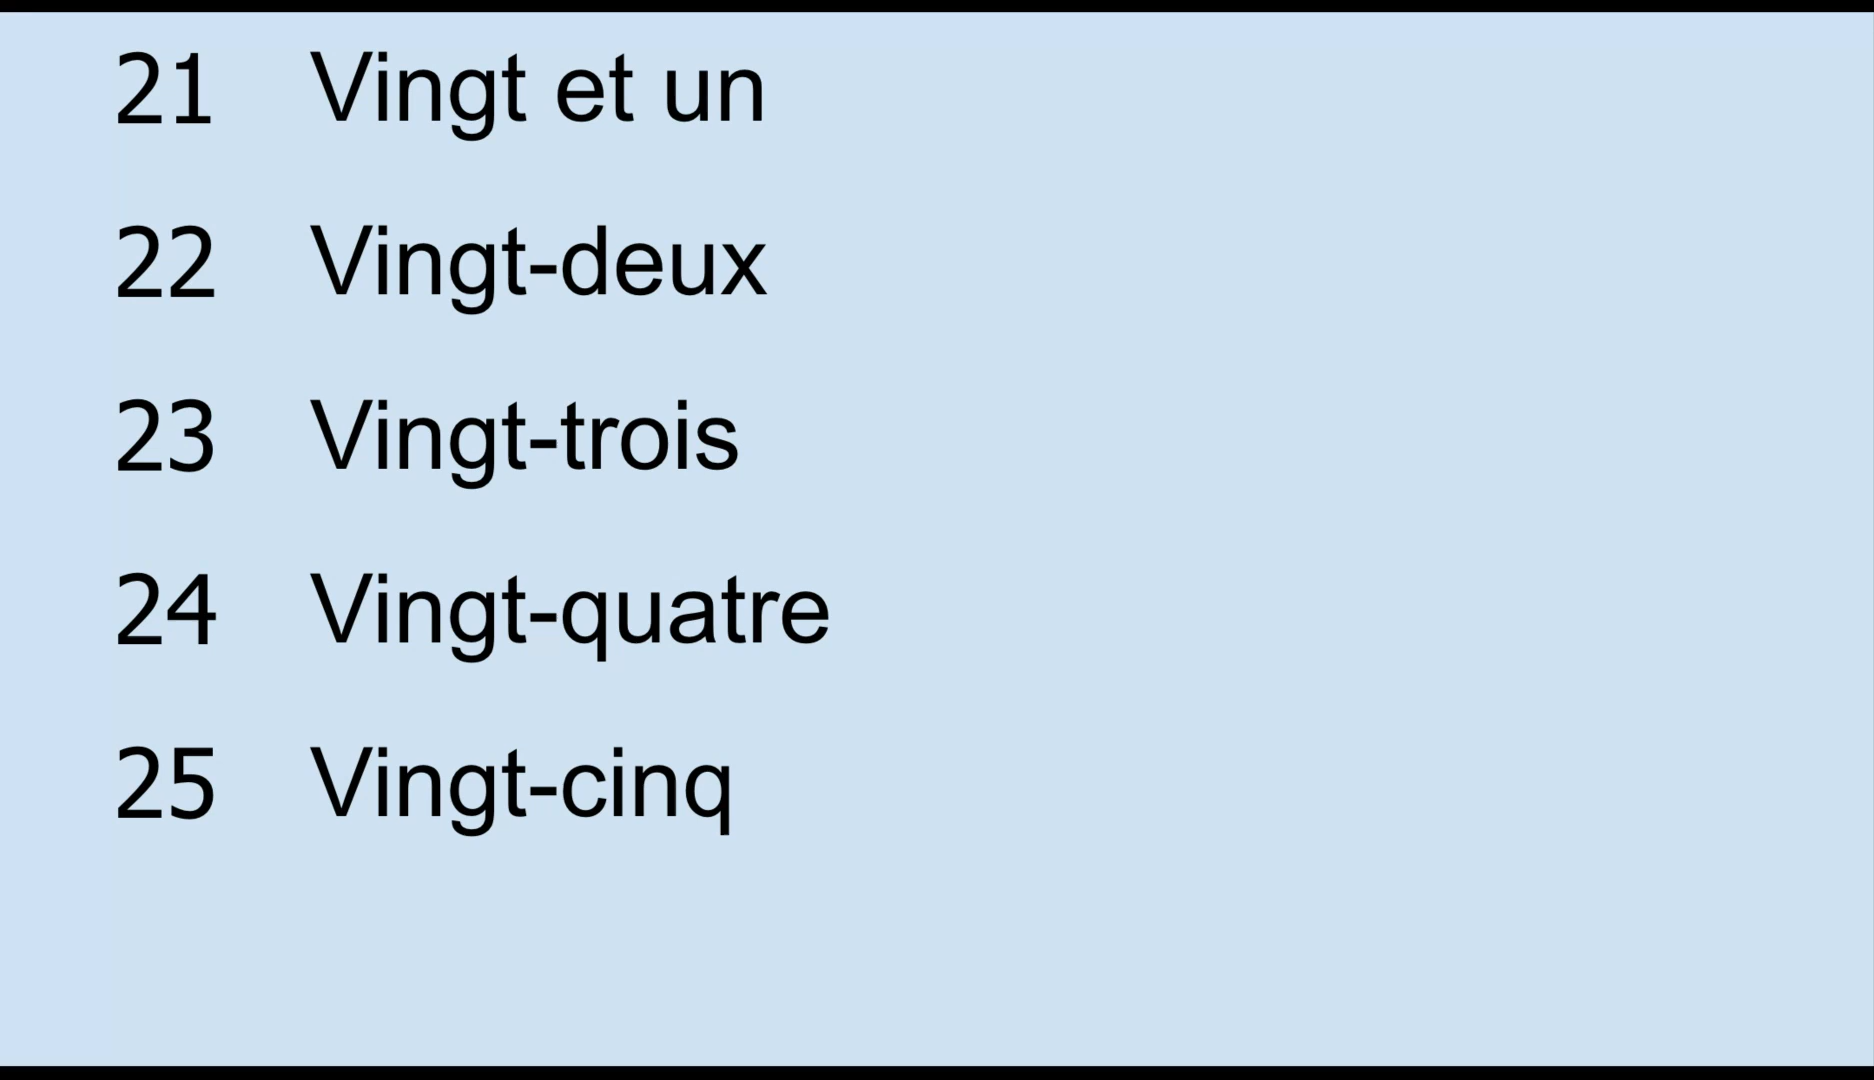 21 Vingt et un
22 Vingt-deux
23 Vingt-trois
24 Vingt-quatre
25 Vingt-cinq